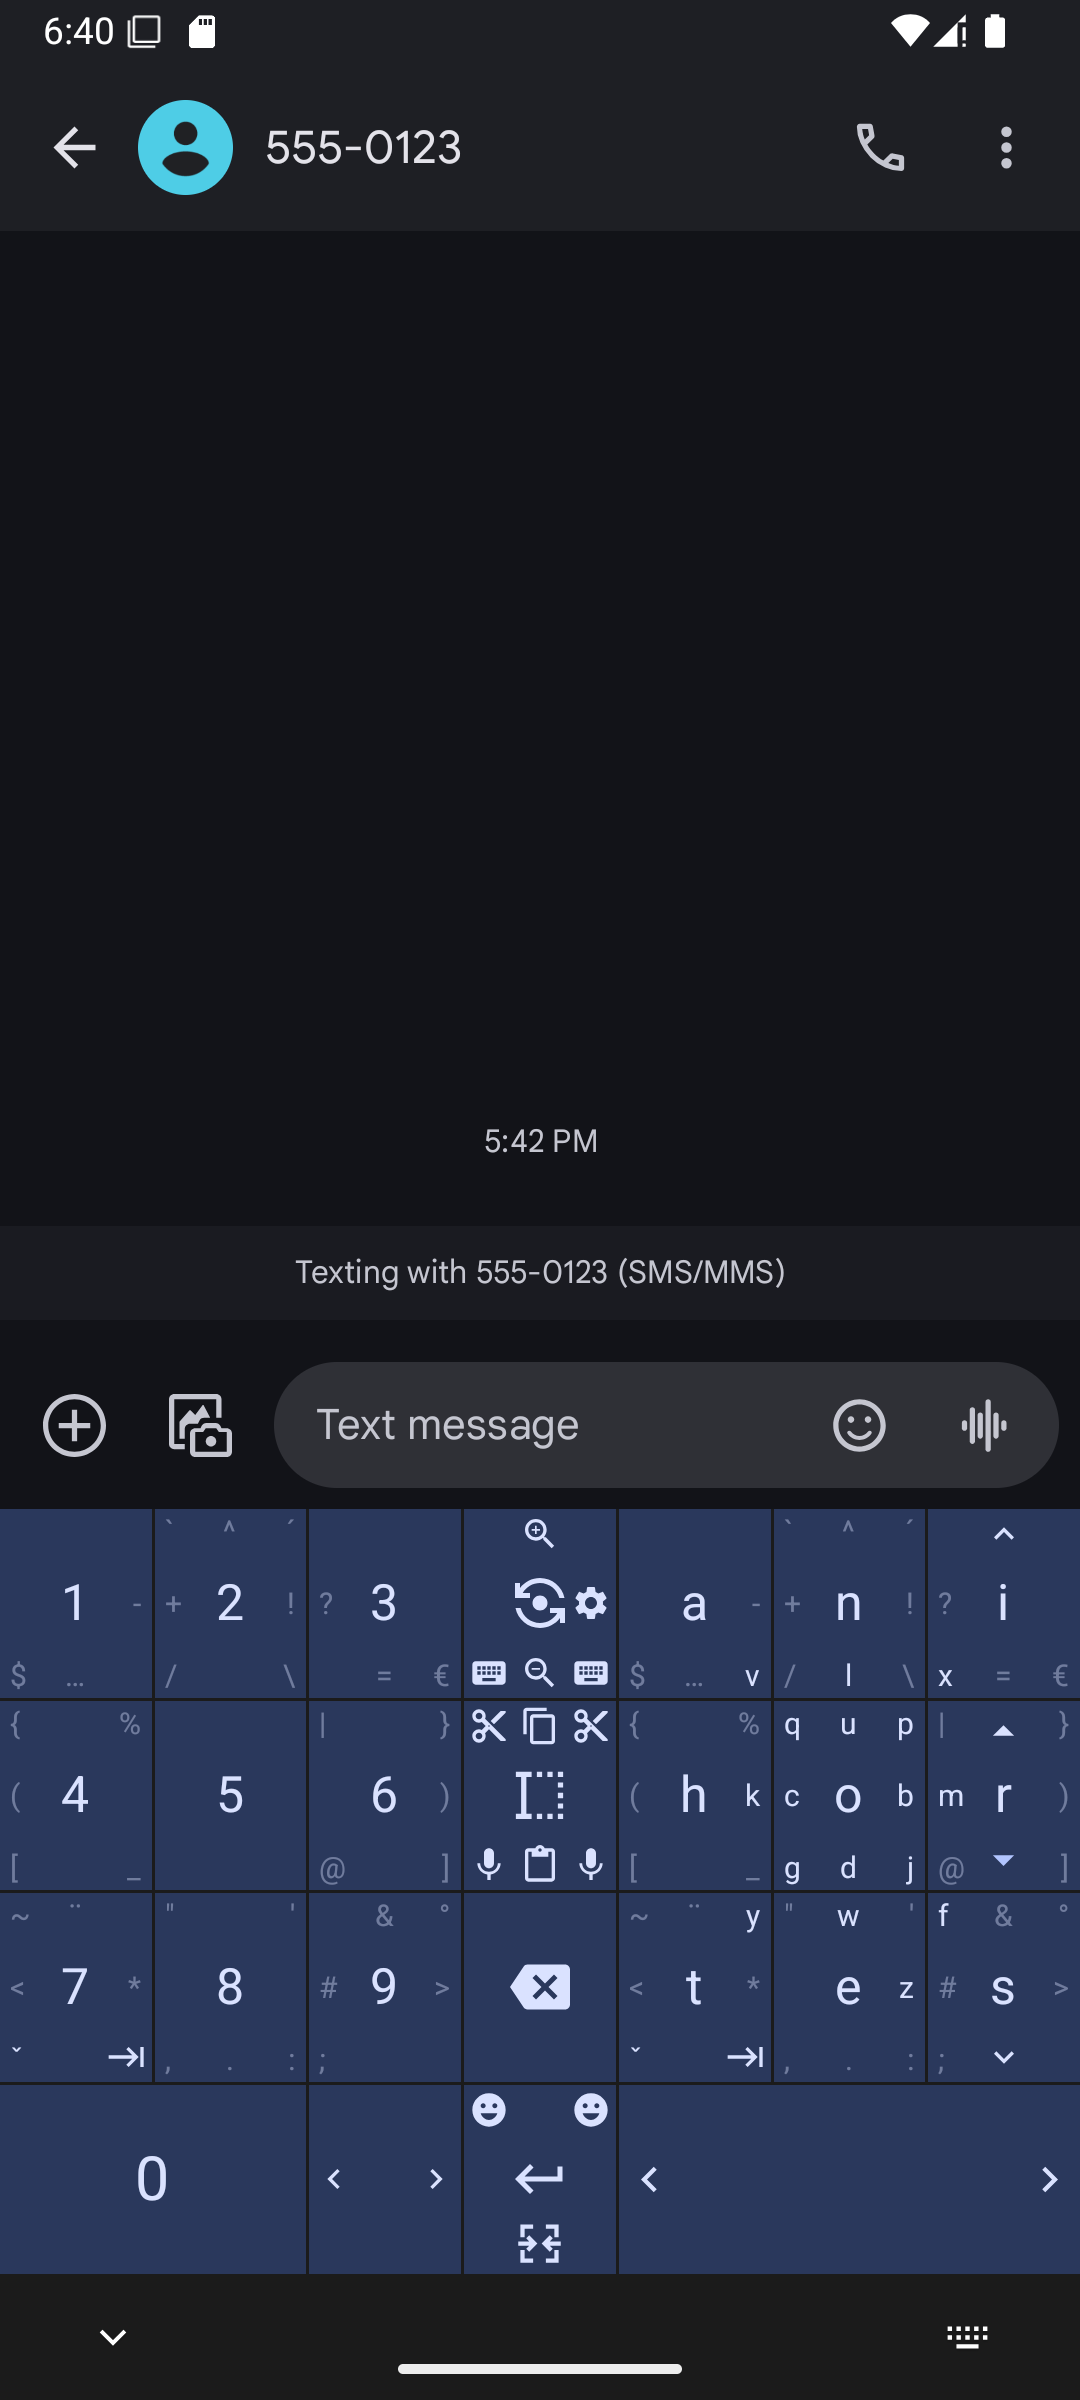 6:40
555-0123
5:42 PM
Texting with 555-0123 (SMS/MMS)
Text message
` ^ ´ ` ^ ´
1 - + 2 ! ? 3 a - + n ! ? i
$ … / \ = € $ … v / l \ x = €
{ % | } { % q u p | }
( 4 5 6 ) ( h k c o b m r )
[ _ @ ] [ _ g d j @ ]
~ ¨ " ' & ° ~ ¨ y " w ' f & °
< 7 * 8 # 9 > < t * e z # s >
ˇ , . : ; ˇ , . : ;
0